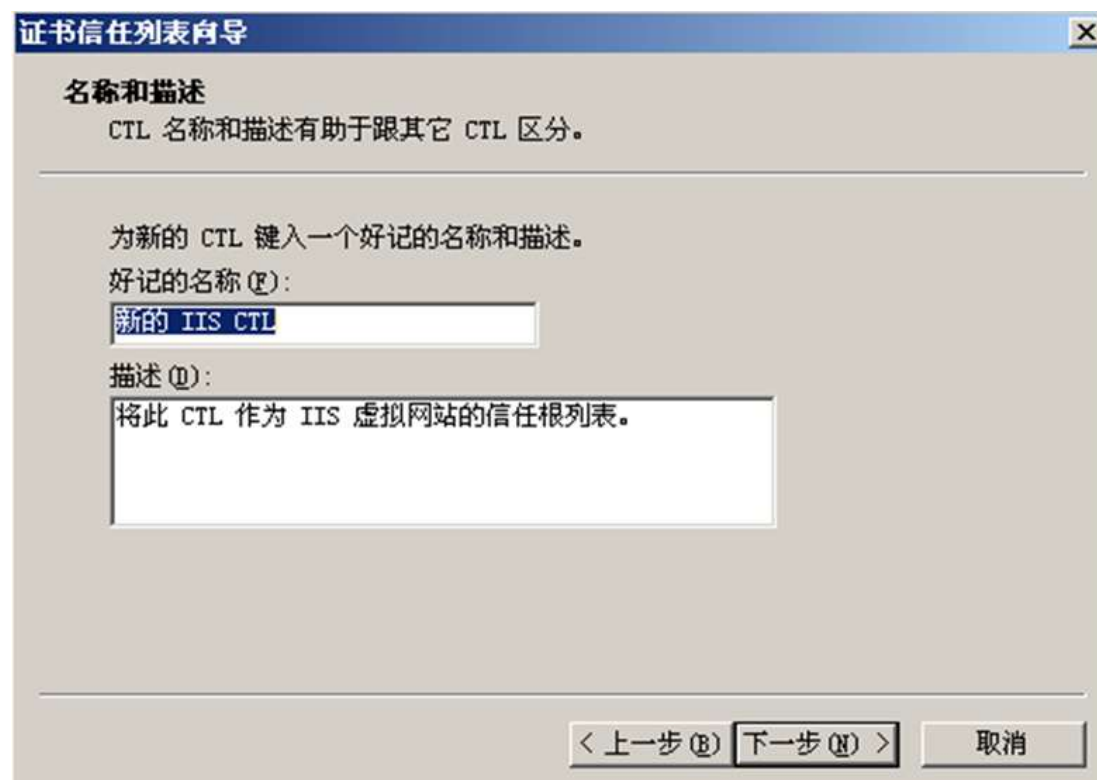 证书信任列表向导
名称和描述
CTL 名称和描述有助于跟其它 CTL 区分。
为新的 CTL 键入一个好记的名称和描述。
好记的名称(F):
新的 IIS CTL
描述(D):
将此 CTL 作为 IIS 虚拟网站的信任根列表。
< 上一步(B) 下一步(N) > 取消